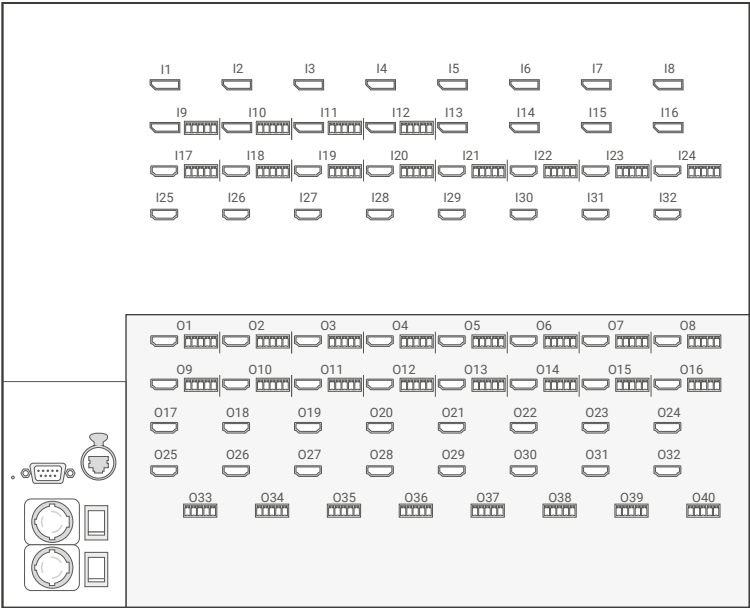 I1 I2 I3 I4 I5 I6 I7 I8
I9 I10 I11 I12 I13 I14 I15 I16
I17 I18 I19 I20 I21 I22 I23 I24
I25 I26 I27 I28 I29 I30 I31 I32
O1 O2 O3 O4 O5 O6 O7 O8
O9 O10 O11 O12 O13 O14 O15 O16
O17 O18 O19 O20 O21 O22 O23 O24
O25 O26 O27 O28 O29 O30 O31 O32
O33 O34 O35 O36 O37 O38 O39 O40